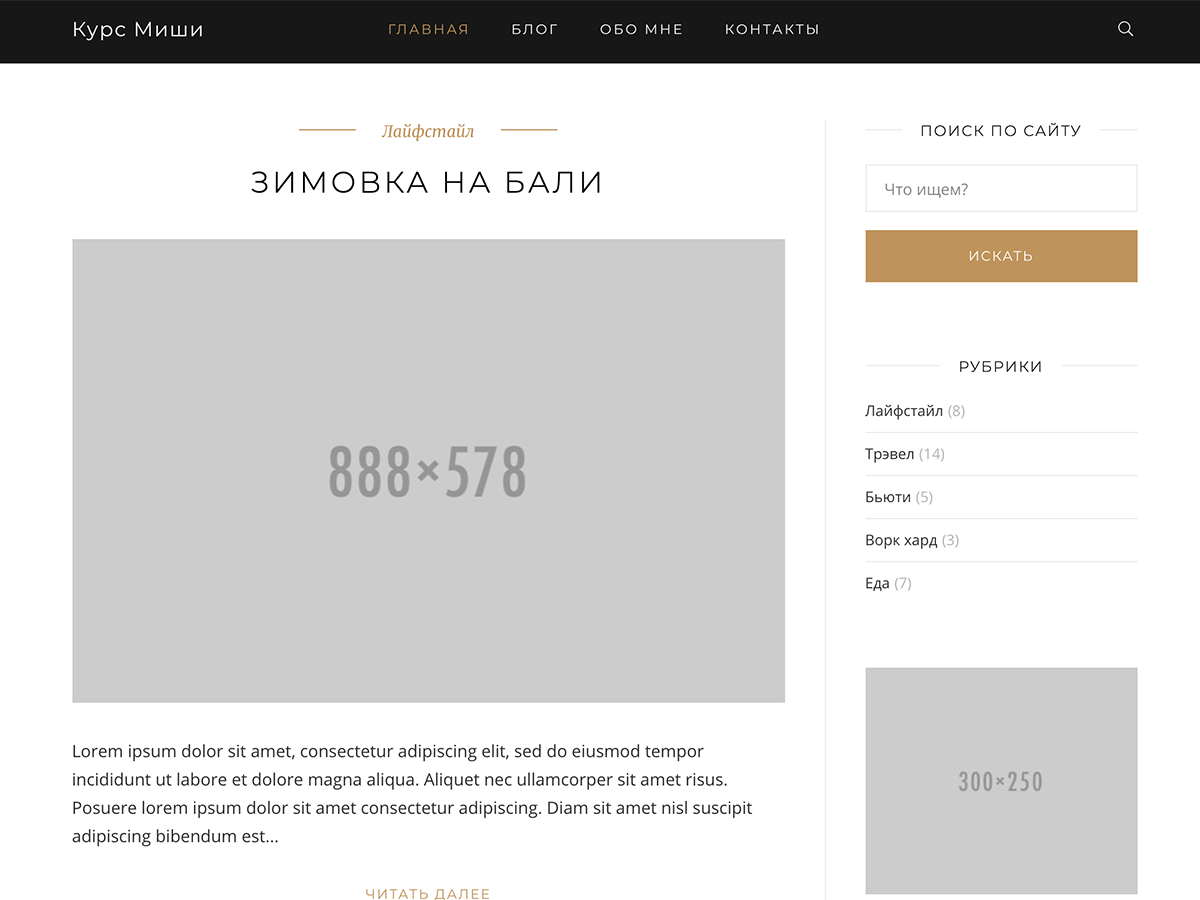 Курс Миши
ГЛАВНАЯ
БЛОГ
ОБО МНЕ
КОНТАКТЫ
Лайфстайл
ЗИМОВКА НА БАЛИ
888×578
Lorem ipsum dolor sit amet, consectetur adipiscing elit, sed do eiusmod tempor
incididunt ut labore et dolore magna aliqua. Aliquet nec ullamcorper sit amet risus.
Posuere lorem ipsum dolor sit amet consectetur adipiscing. Diam sit amet nisl suscipit
adipiscing bibendum est...
ЧИТАТЬ ДАЛЕЕ
ПОИСК ПО САЙТУ
Что ищем?
ИСКАТЬ
РУБРИКИ
Лайфстайл (8)
Трэвел (14)
Бьюти (5)
Ворк хард (3)
Еда (7)
300×250